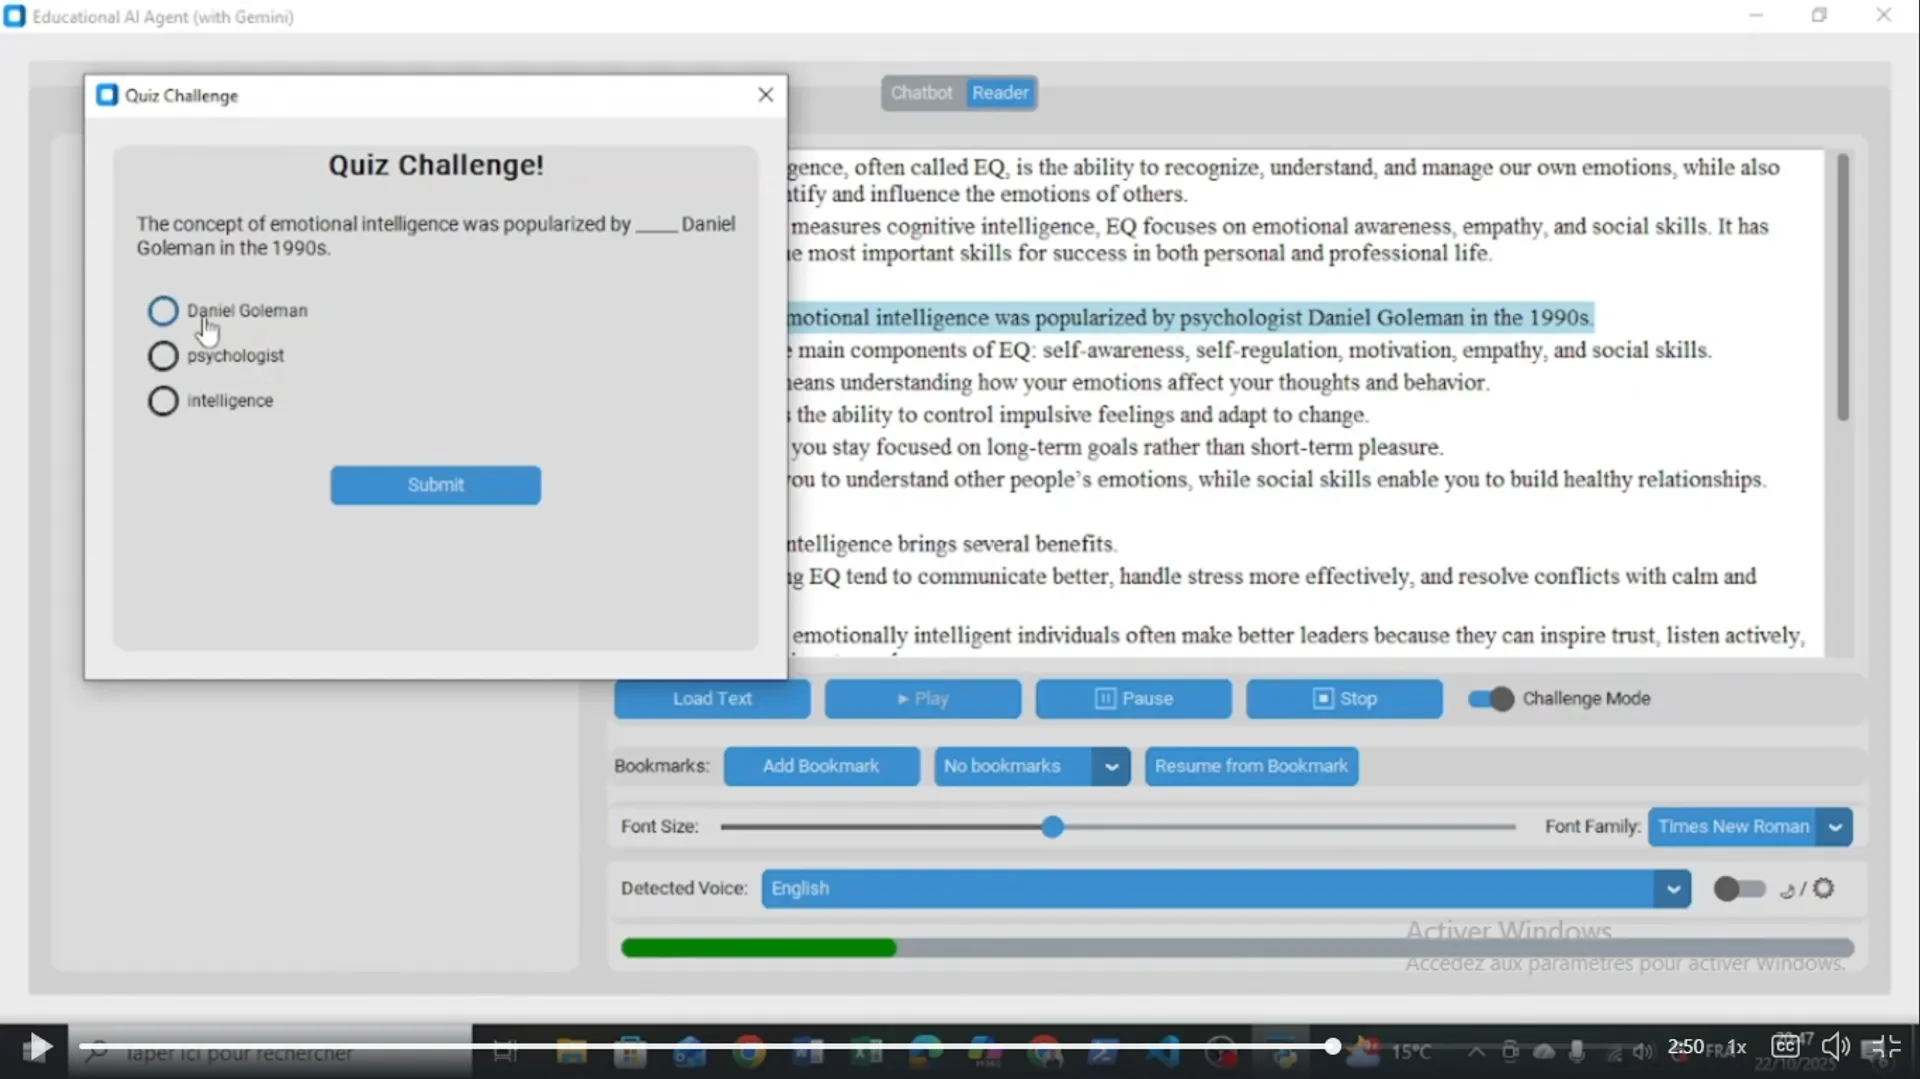 Educational AI Agent (with Gemini)
Quiz Challenge
Quiz Challenge!
The concept of emotional intelligence was popularized by ____ Daniel
Goleman in the 1990s.
Daniel Goleman
psychologist
intelligence
Submit
Chatbot
Reader
gence, often called EQ, is the ability to recognize, understand, and manage our own emotions, while also
tify and influence the emotions of others.
measures cognitive intelligence, EQ focuses on emotional awareness, empathy, and social skills. It has
e most important skills for success in both personal and professional life.
motional intelligence was popularized by psychologist Daniel Goleman in the 1990s.
e main components of EQ: self-awareness, self-regulation, motivation, empathy, and social skills.
eans understanding how your emotions affect your thoughts and behavior.
s the ability to control impulsive feelings and adapt to change.
you stay focused on long-term goals rather than short-term pleasure.
you to understand other people’s emotions, while social skills enable you to build healthy relationships.
ntelligence brings several benefits.
g EQ tend to communicate better, handle stress more effectively, and resolve conflicts with calm and
emotionally intelligent individuals often make better leaders because they can inspire trust, listen actively,
Load Text
Play
Pause
Stop
Challenge Mode
Bookmarks:
Add Bookmark
No bookmarks
Resume from Bookmark
Font Size:
Font Family:
Times New Roman
Detected Voice:
English
/
Activer Windows
Accédez aux paramètres pour activer Windows.
Taper ici pour rechercher
15°C
2:50
1x
CC
22/10/2025